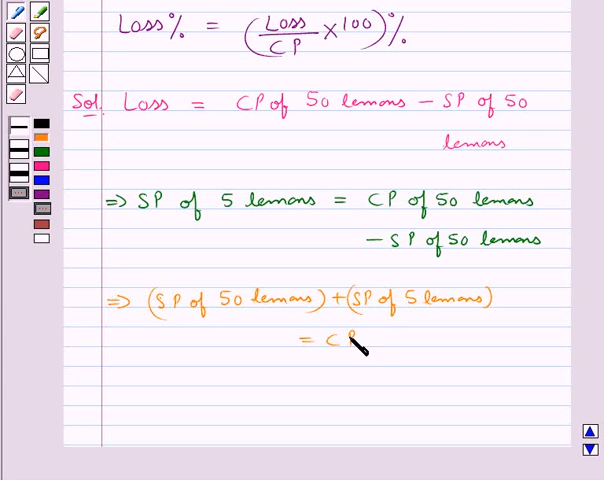 Loss% = (Loss/CP × 100)%
Sol. Loss = CP of 50 lemons - SP of 50
lemons
=> SP of 5 lemons = CP of 50 lemons
- SP of 50 lemons
=> (SP of 50 lemons) + (SP of 5 lemons)
= CP